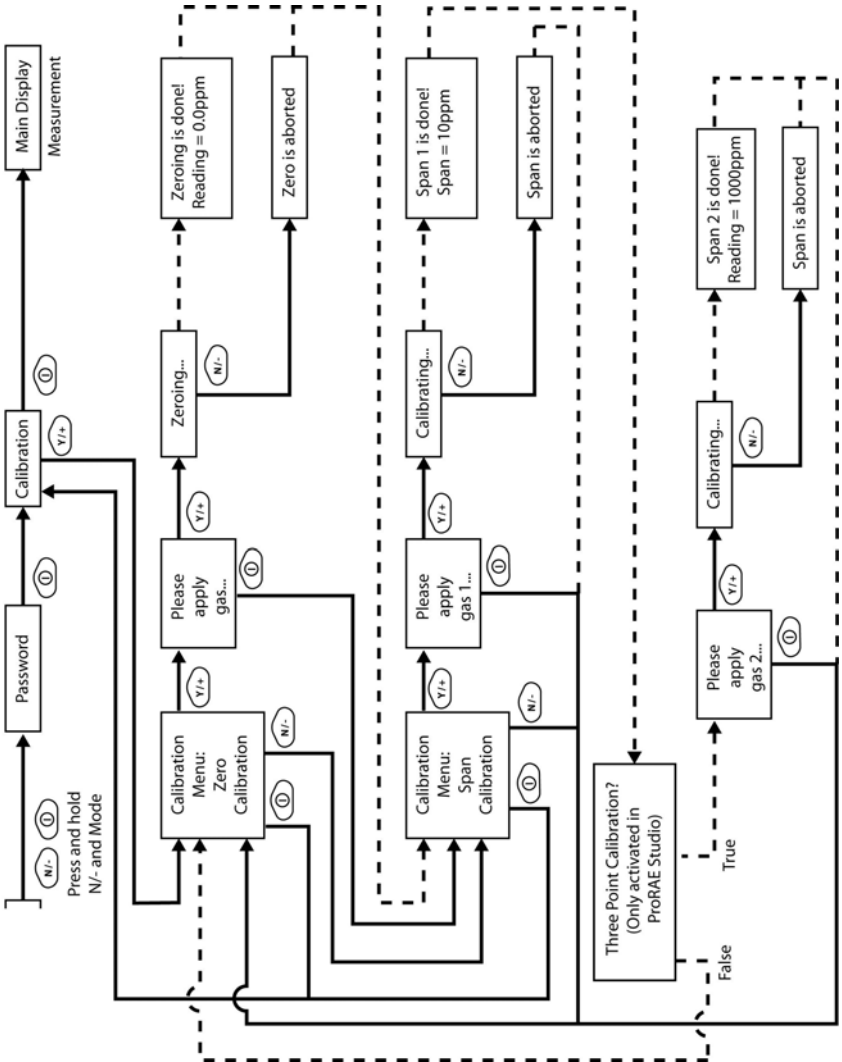 N/-
Press and hold
N/- and Mode
Password
Calibration
Y/+
Main Display
Measurement
Calibration
Menu:
Zero
Calibration
N/-
Y/+
Please
apply
gas...
Y/+
Zeroing...
N/-
Zeroing is done!
Reading = 0.0ppm
Zero is aborted
Calibration
Menu:
Span
Calibration
N/-
Y/+
Please
apply
gas 1...
Y/+
Calibrating...
N/-
Span 1 is done!
Span = 10ppm
Span is aborted
Three Point Calibration?
(Only activated in
ProRAE Studio)
False
True
Please
apply
gas 2...
Y/+
Calibrating...
N/-
Span 2 is done!
Reading = 1000ppm
Span is aborted